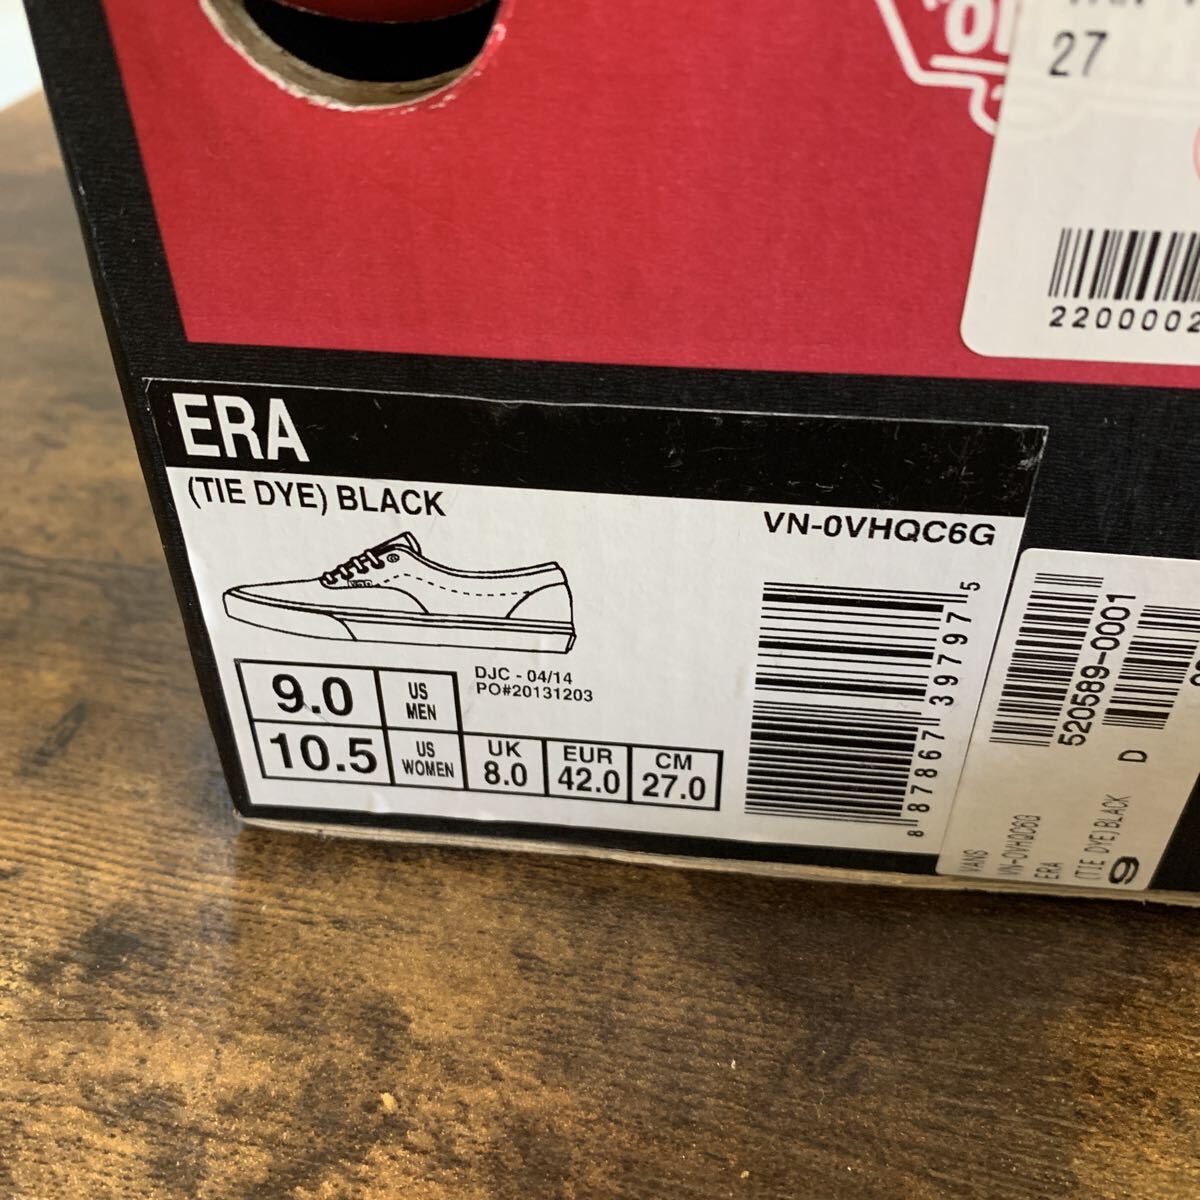 27
2200002
ERA
(TIE DYE) BLACK
VN-0VHQC6G
DJC - 04/14
PO#20131203
9.0 US MEN
10.5 US WOMEN
UK 8.0
EUR 42.0
CM 27.0
8 87867 39797 5
520589-0001
D
VANS
VN-0VHQC6G
ERA
(TIE DYE)BLACK
9